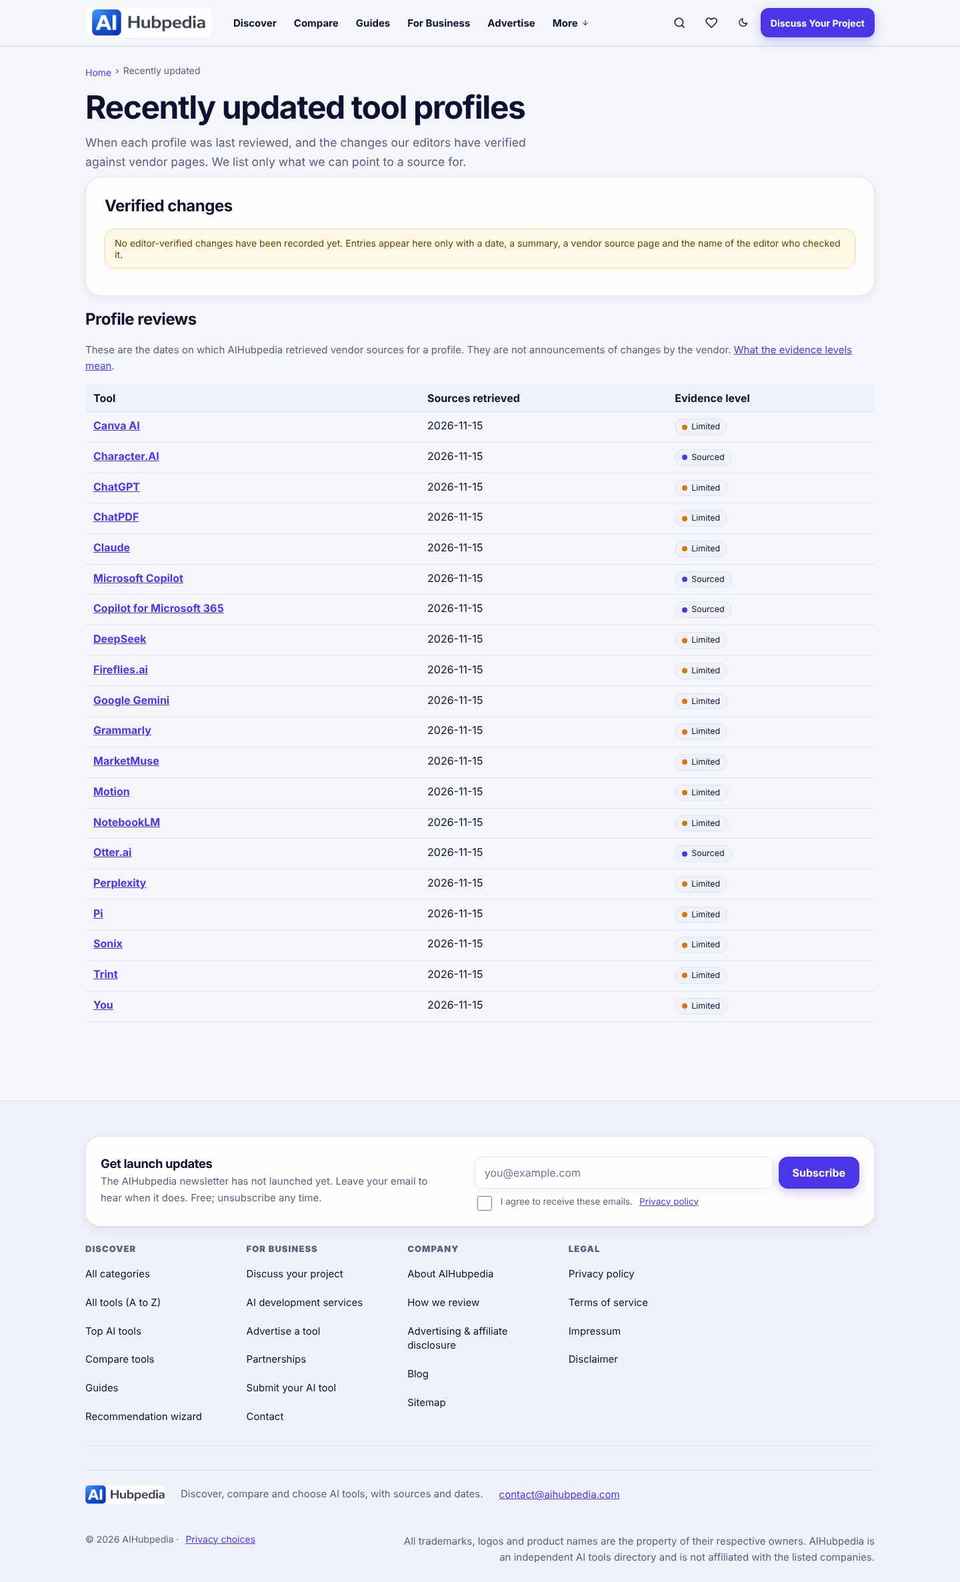 AI Hubpedia Discover Compare Guides For Business Advertise More Discuss Your Project
Home › Recently updated
Recently updated tool profiles
When each profile was last reviewed, and the changes our editors have verified
against vendor pages. We list only what we can point to a source for.
Verified changes
No editor-verified changes have been recorded yet. Entries appear here only with a date, a summary, a vendor source page and the name of the editor who checked
it.
Profile reviews
These are the dates on which AIHubpedia retrieved vendor sources for a profile. They are not announcements of changes by the vendor. What the evidence levels
mean.
Tool Sources retrieved Evidence level
Canva AI 2026-11-15 Limited
Character.AI 2026-11-15 Sourced
ChatGPT 2026-11-15 Limited
ChatPDF 2026-11-15 Limited
Claude 2026-11-15 Limited
Microsoft Copilot 2026-11-15 Sourced
Copilot for Microsoft 365 2026-11-15 Sourced
DeepSeek 2026-11-15 Limited
Fireflies.ai 2026-11-15 Limited
Google Gemini 2026-11-15 Limited
Grammarly 2026-11-15 Limited
MarketMuse 2026-11-15 Limited
Motion 2026-11-15 Limited
NotebookLM 2026-11-15 Limited
Otter.ai 2026-11-15 Sourced
Perplexity 2026-11-15 Limited
Pi 2026-11-15 Limited
Sonix 2026-11-15 Limited
Trint 2026-11-15 Limited
You 2026-11-15 Limited
Get launch updates
The AIHubpedia newsletter has not launched yet. Leave your email to
hear when it does. Free; unsubscribe any time.
you@example.com Subscribe
I agree to receive these emails. Privacy policy
DISCOVER
All categories
All tools (A to Z)
Top AI tools
Compare tools
Guides
Recommendation wizard
FOR BUSINESS
Discuss your project
AI development services
Advertise a tool
Partnerships
Submit your AI tool
Contact
COMPANY
About AIHubpedia
How we review
Advertising & affiliate
disclosure
Blog
Sitemap
LEGAL
Privacy policy
Terms of service
Impressum
Disclaimer
AI Hubpedia Discover, compare and choose AI tools, with sources and dates. contact@aihubpedia.com
© 2026 AIHubpedia · Privacy choices
All trademarks, logos and product names are the property of their respective owners. AIHubpedia is
an independent AI tools directory and is not affiliated with the listed companies.